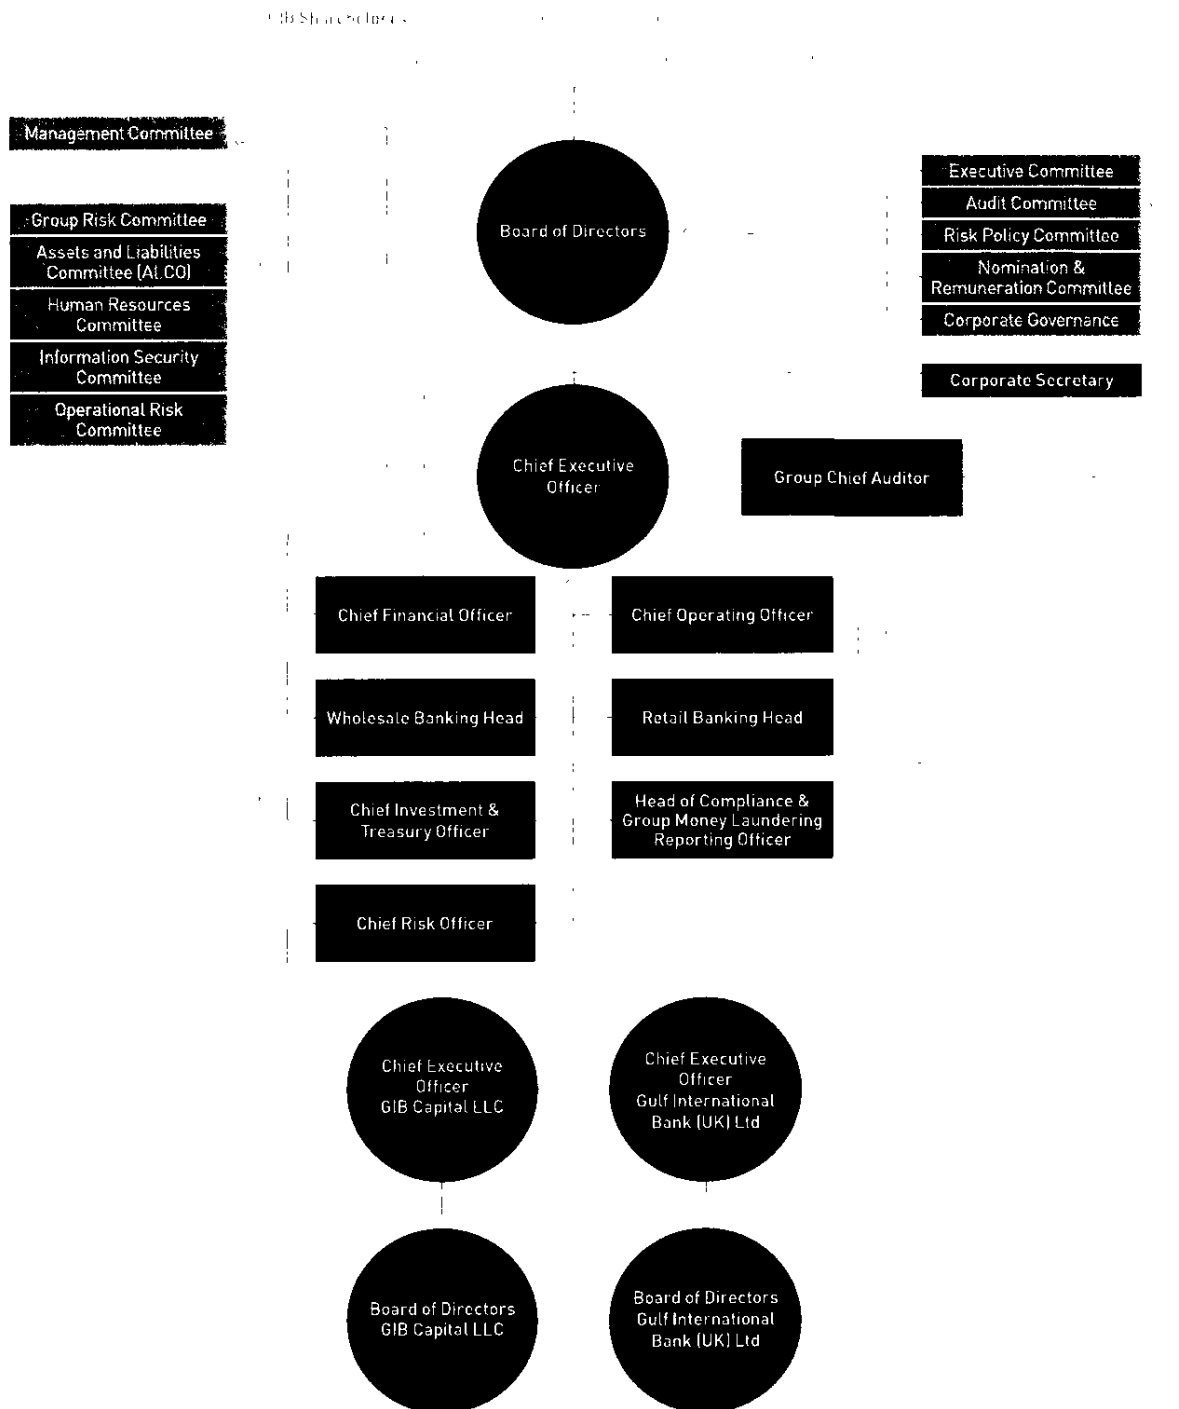 Management Committee
Group Risk Committee
Assets and Liabilities
Committee (ALCO)
Human Resources
Committee
Information Security
Committee
Operational Risk
Committee
Board of Directors
Executive Committee
Audit Committee
Risk Policy Committee
Nomination &
Remuneration Committee
Corporate Governance
Corporate Secretary
Chief Executive
Officer
Group Chief Auditor
Chief Financial Officer
Chief Operating Officer
Wholesale Banking Head
Retail Banking Head
Chief Investment &
Treasury Officer
Head of Compliance &
Group Money Laundering
Reporting Officer
Chief Risk Officer
Chief Executive
Officer
GIB Capital LLC
Chief Executive
Officer
Gulf International
Bank (UK) Ltd
Board of Directors
GIB Capital LLC
Board of Directors
Gulf International
Bank (UK) Ltd